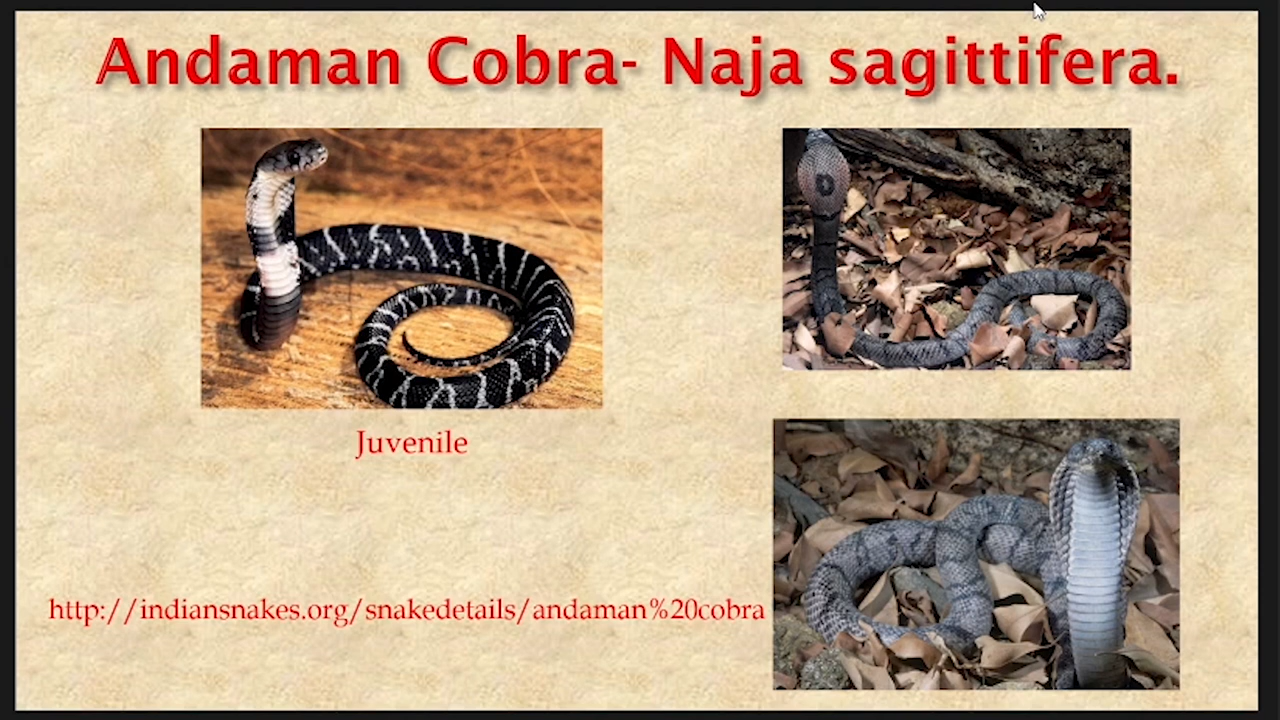 Andaman Cobra- Naja sagittifera.
Juvenile
http://indiansnakes.org/snakedetails/andaman%20cobra